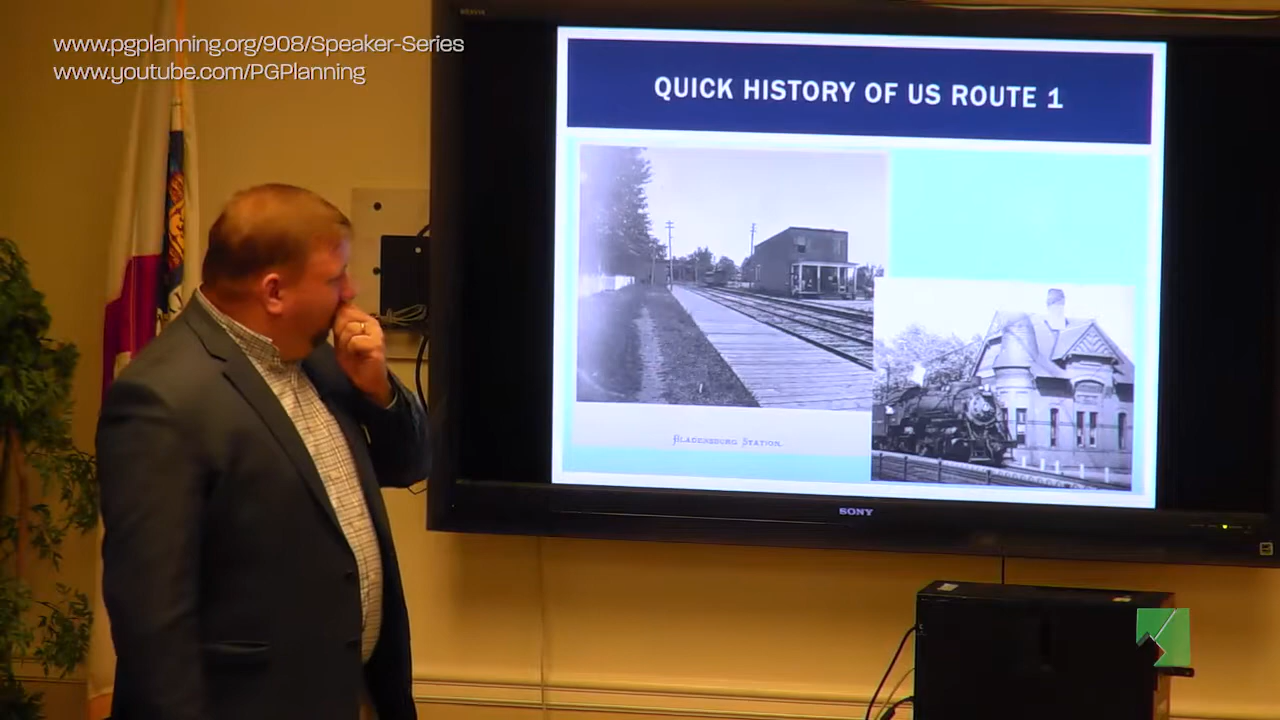 www.pgplanning.org/908/Speaker-Series
www.youtube.com/PGPlanning
QUICK HISTORY OF US ROUTE 1
BLADENSBURG STATION.
SONY